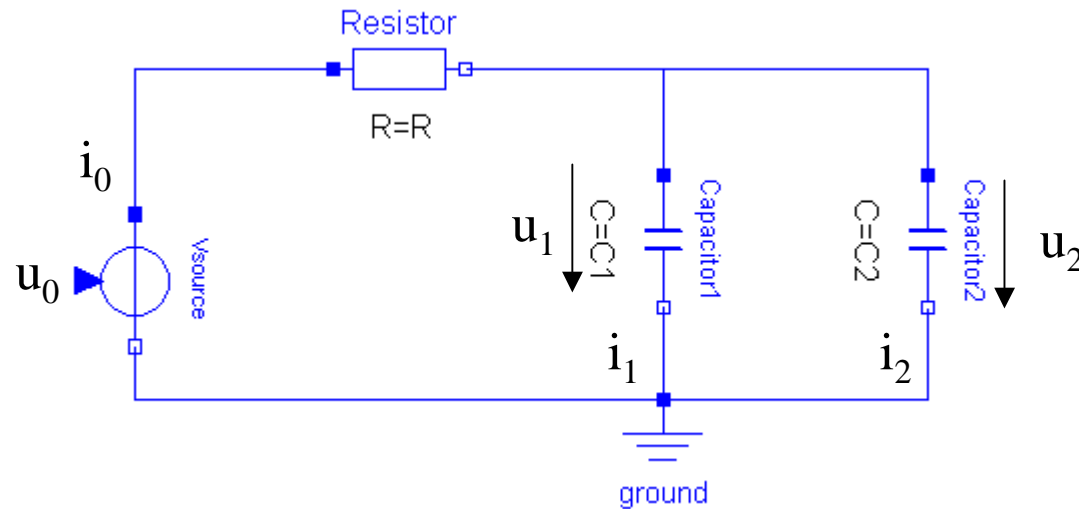 Resistor
R=R
i₀
u₀
Vsource
u₁
C=C1
Capacitor1
C=C2
Capacitor2
u₂
i₁
i₂
ground